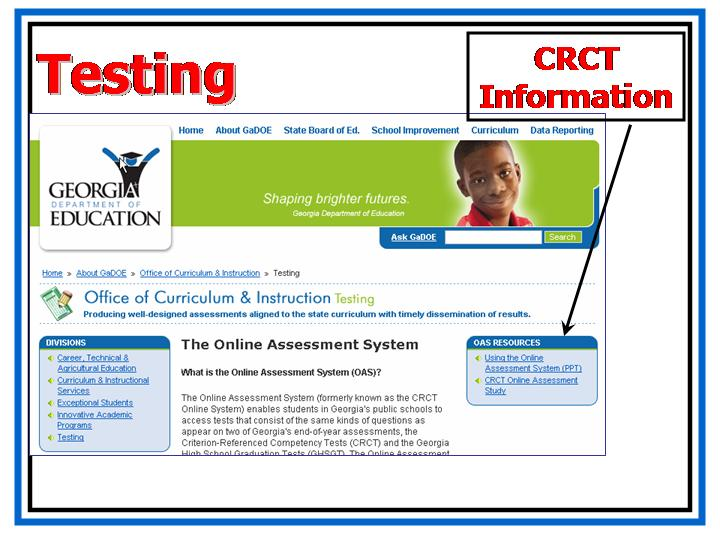 Testing
CRCT
Information
Home About GaDOE State Board of Ed. School Improvement Curriculum Data Reporting
GEORGIA
DEPARTMENT OF
EDUCATION
Shaping brighter futures.
Georgia Department of Education
Ask GaDOE Search
Home » About GaDOE » Office of Curriculum & Instruction » Testing
Office of Curriculum & Instruction Testing
Producing well-designed assessments aligned to the state curriculum with timely dissemination of results.
DIVISIONS
Career, Technical &
Agricultural Education
Curriculum & Instructional
Services
Exceptional Students
Innovative Academic
Programs
Testing
The Online Assessment System
What is the Online Assessment System (OAS)?
The Online Assessment System (formerly known as the CRCT
Online System) enables students in Georgia's public schools to
access tests that consist of the same kinds of questions as
appear on two of Georgia's end-of-year assessments, the
Criterion-Referenced Competency Tests (CRCT) and the Georgia
High School Graduation Tests (GHSGT). The Online Assessment
OAS RESOURCES
Using the Online
Assessment System (PPT)
CRCT Online Assessment
Study